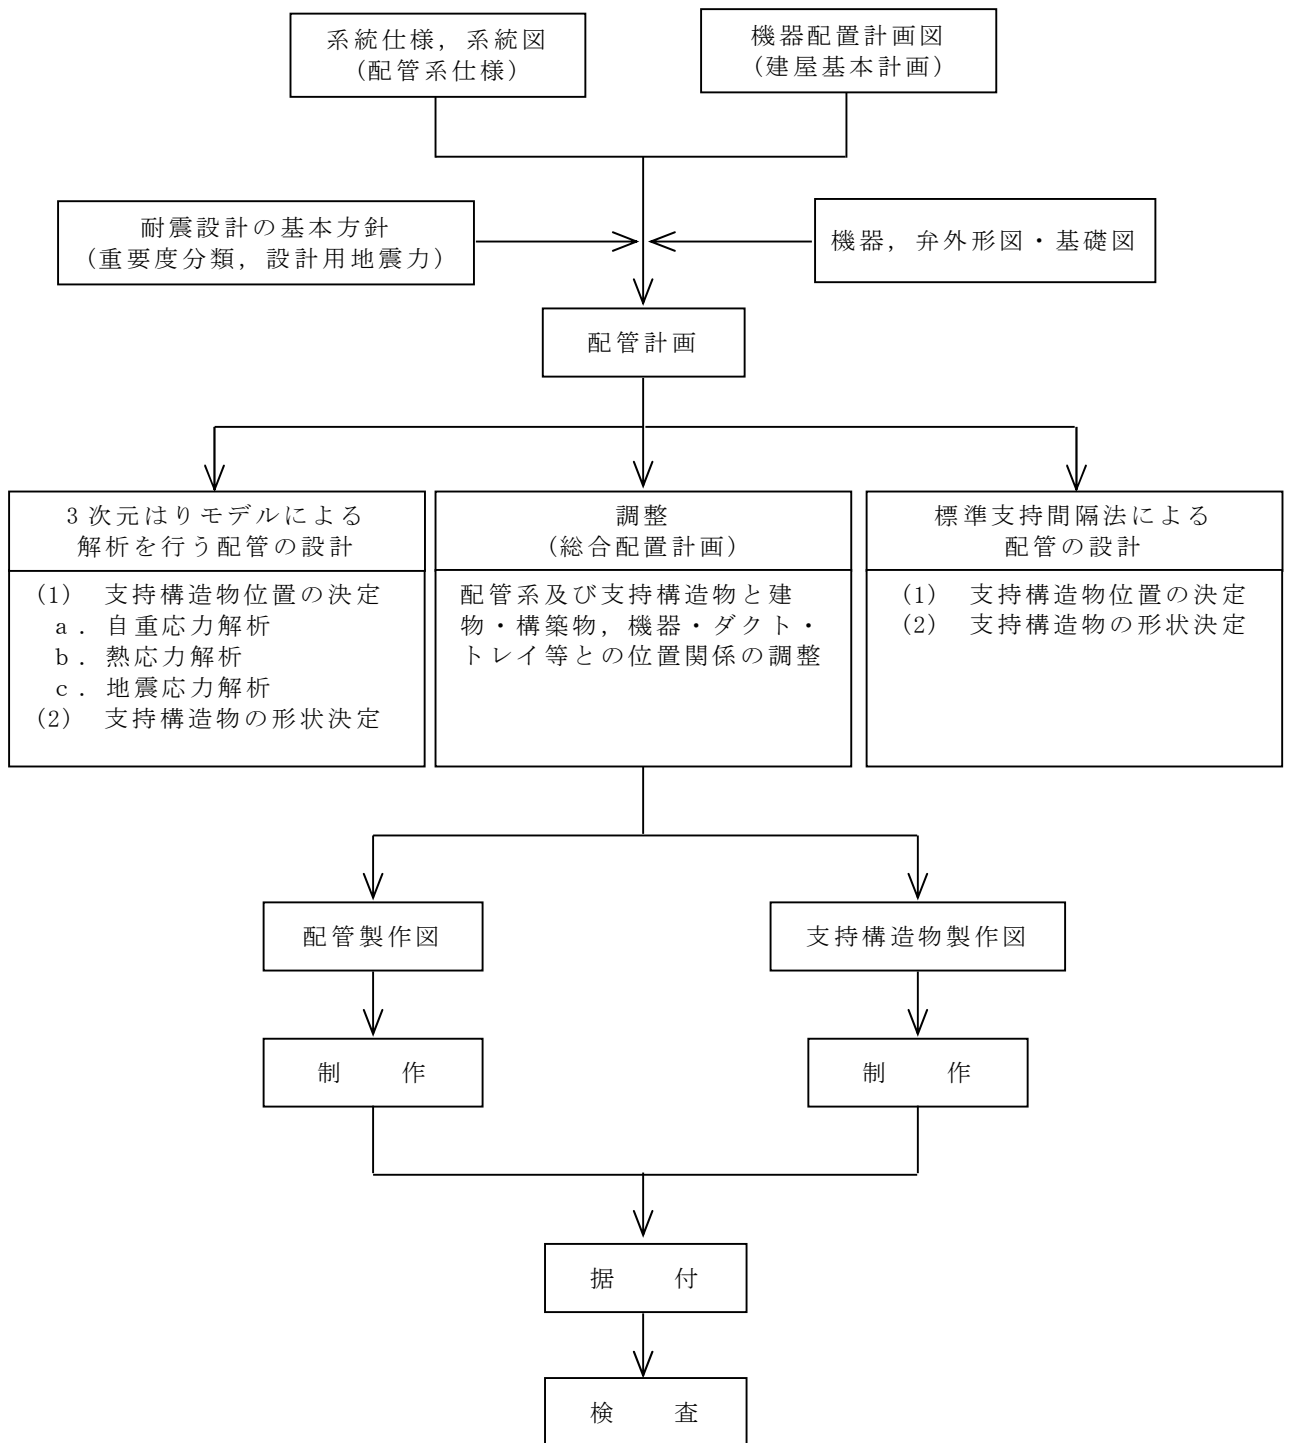 系統仕様，系統図
（配管系仕様）
機器配置計画図
（建屋基本計画）
耐震設計の基本方針
（重要度分類，設計用地震力）
機器，弁外形図・基礎図
配管計画
3次元はりモデルによる
解析を行う配管の設計
(1)　支持構造物位置の決定
a．自重応力解析
b．熱応力解析
c．地震応力解析
(2)　支持構造物の形状決定
調整
（総合配置計画）
配管系及び支持構造物と建
物・構築物，機器・ダクト・
トレイ等との位置関係の調整
標準支持間隔法による
配管の設計
(1)　支持構造物位置の決定
(2)　支持構造物の形状決定
配管製作図
支持構造物製作図
制　　作
制　　作
据　　付
検　　査